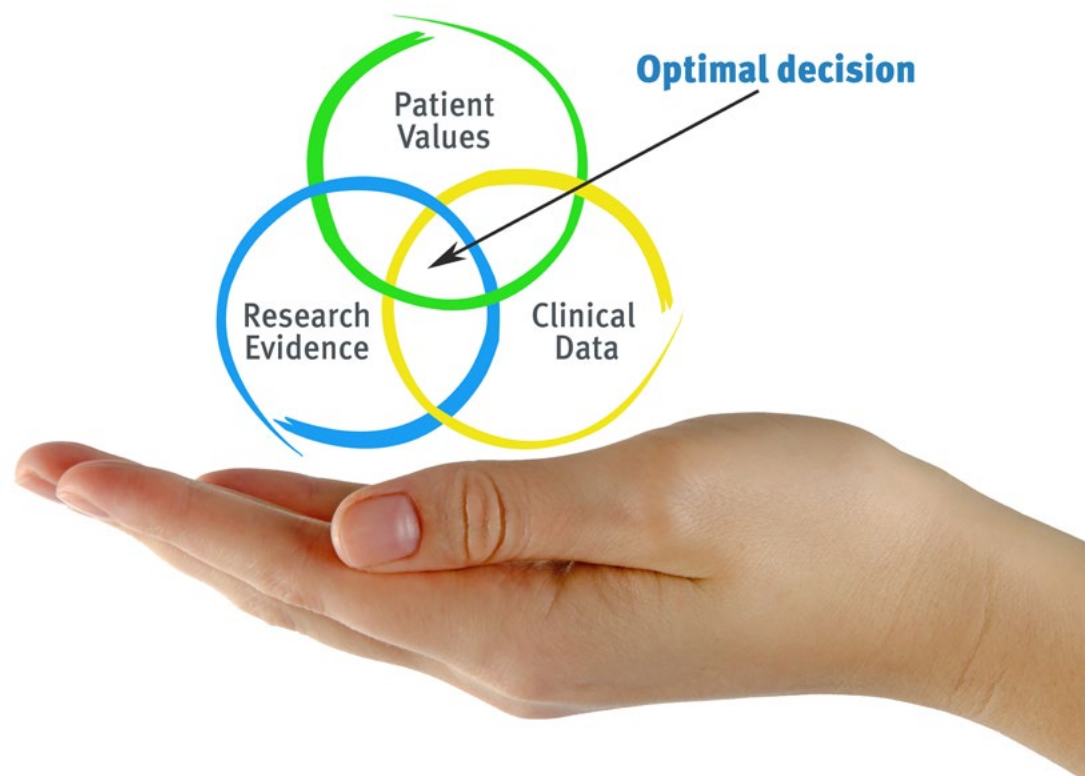 Optimal decision
Patient
Values
Research
Evidence
Clinical
Data